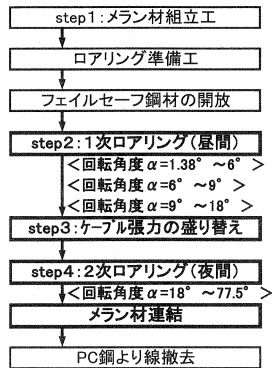 step1:メラン材組立工
ロアリング準備工
フェイルセーフ鋼材の開放
step2:1次ロアリング(昼間)
<回転角度α=1.38°~6°>
<回転角度α=6°~9°>
<回転角度α=9°~18°>
step3:ケーブル張力の盛り替え
step4:2次ロアリング(夜間)
<回転角度α=18°~77.5°>
メラン材連結
PC鋼より線撤去